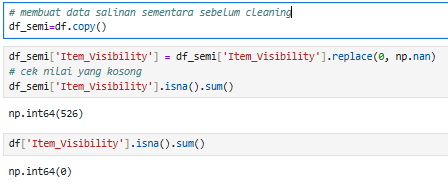 # membuat data salinan sementara sebelum cleaning
df_semi=df.copy()
df_semi['Item_Visibility'] = df_semi['Item_Visibility'].replace(0, np.nan)
# cek nilai yang kosong
df_semi['Item_Visibility'].isna().sum()
np.int64(526)
df['Item_Visibility'].isna().sum()
np.int64(0)